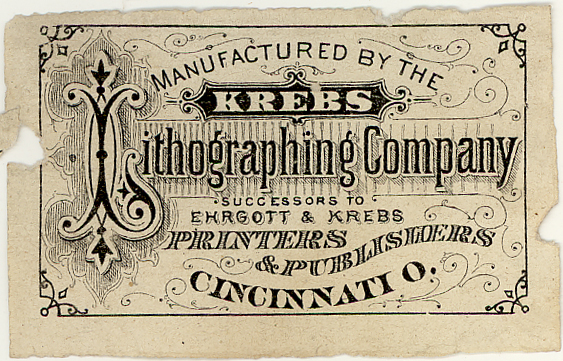 MANUFACTURED BY THE
KREBS
Lithographing Company
SUCCESSORS TO
EHRGOTT & KREBS
PRINTERS
& PUBLISHERS
CINCINNATI O.